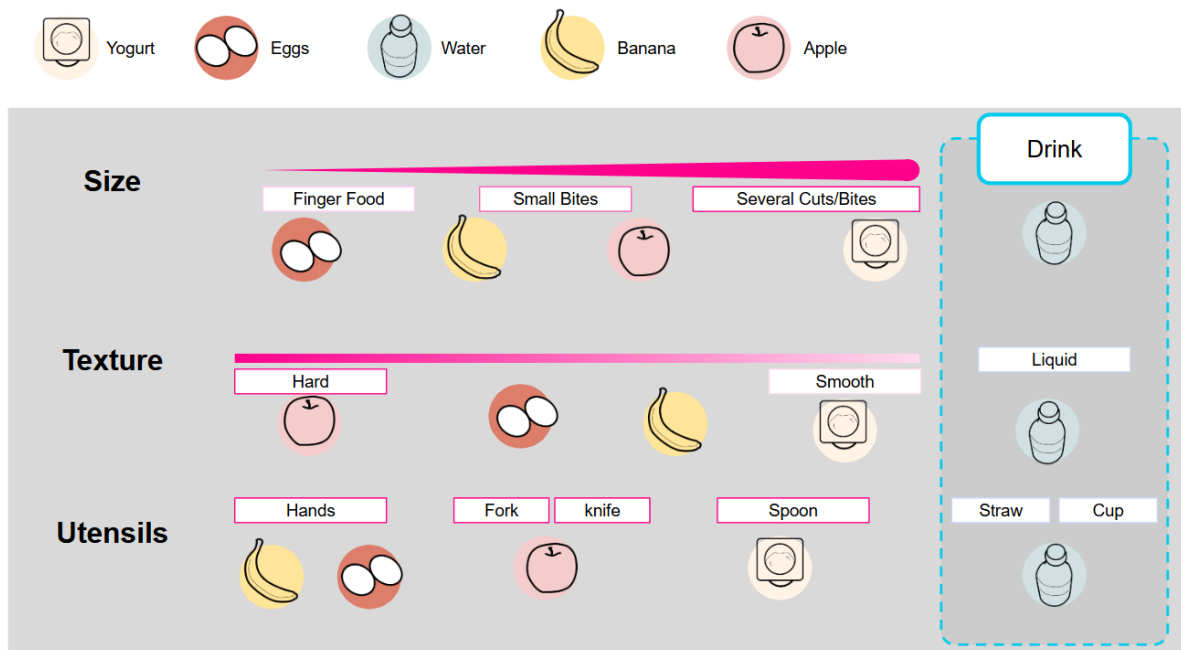 Yogurt Eggs Water Banana Apple
Drink
Size
Finger Food Small Bites Several Cuts/Bites
Texture
Liquid
Hard Smooth
Hands Fork knife Spoon Straw Cup
Utensils